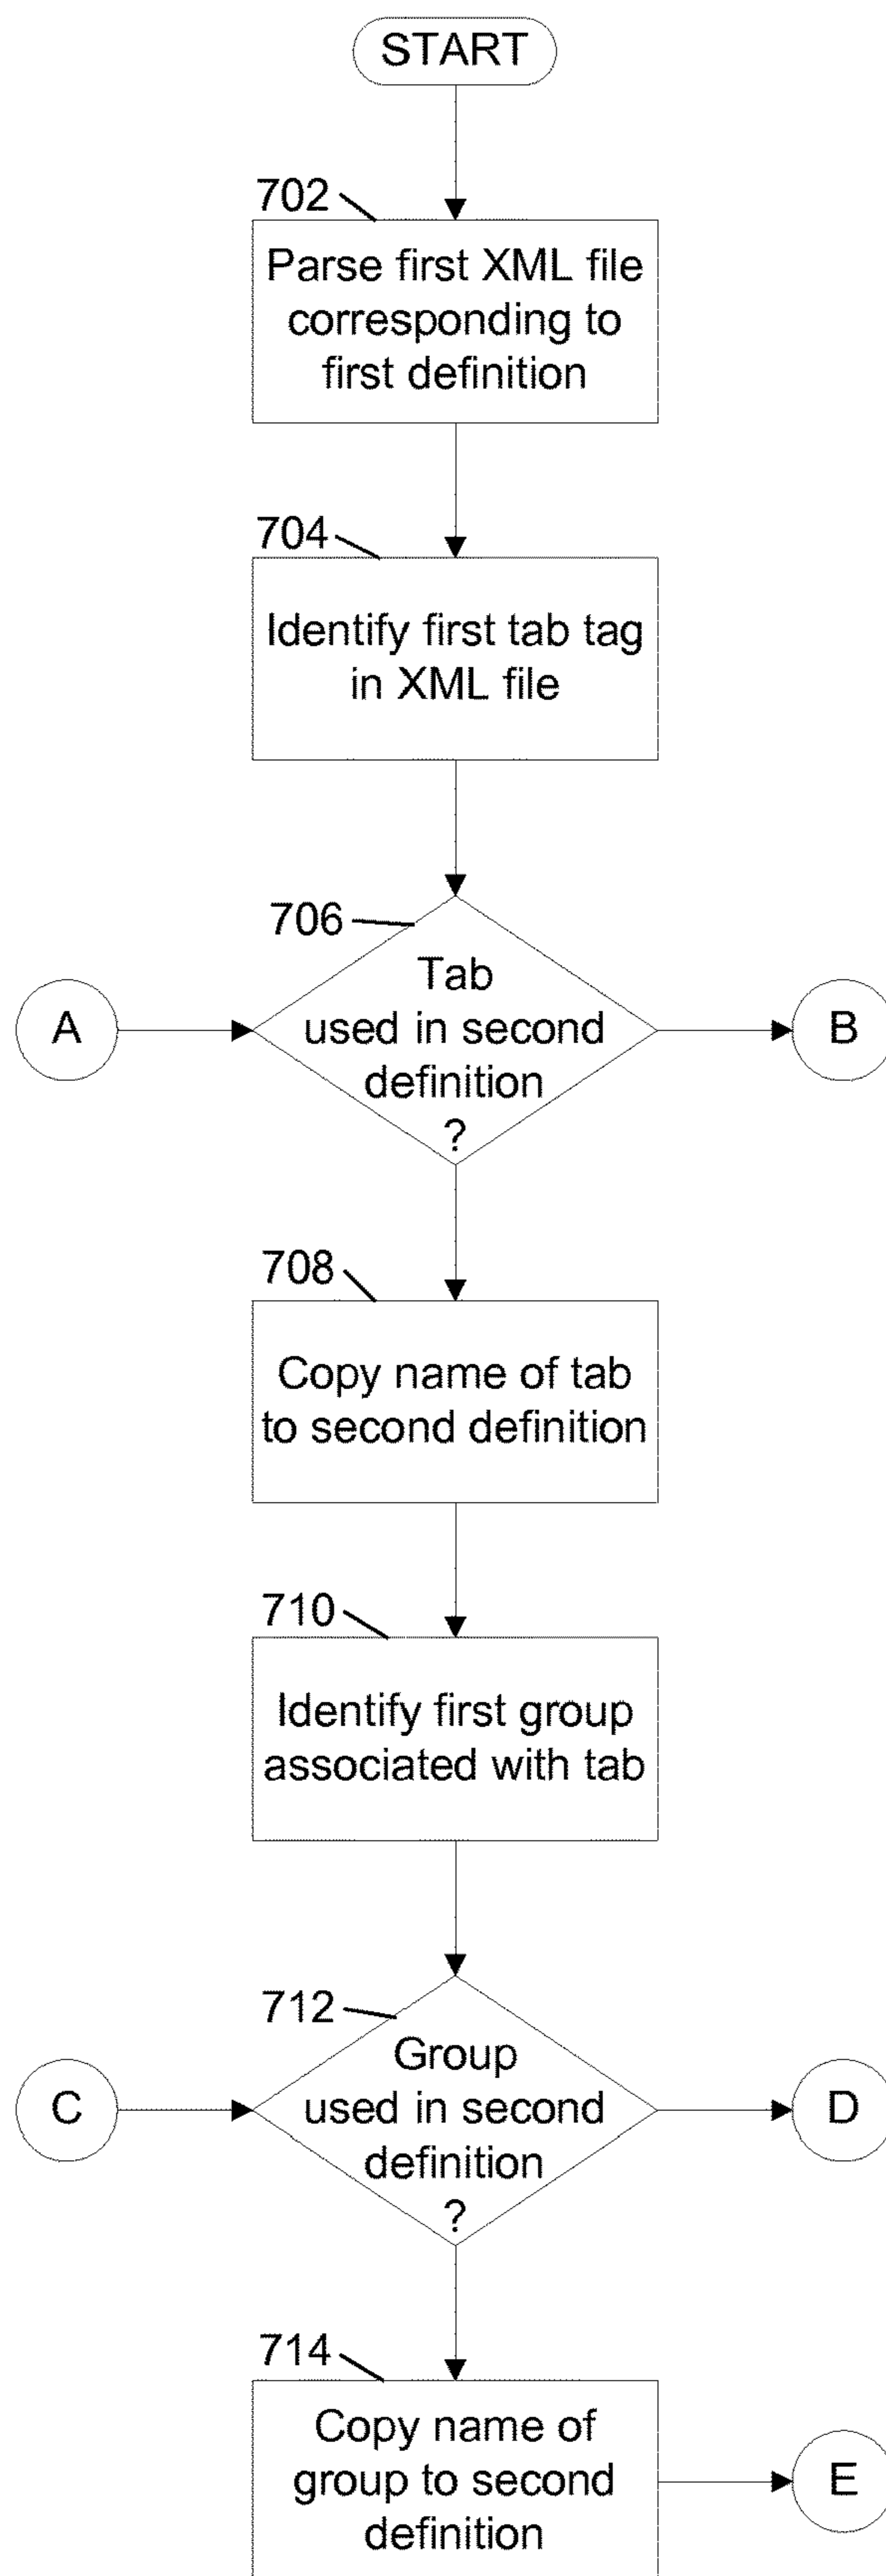 START
702
Parse first XML file
corresponding to
first definition
704
Identify first tab tag
in XML file
706
Tab
used in second
definition
?
A
B
708
Copy name of tab
to second definition
710
Identify first group
associated with tab
712
Group
used in second
definition
?
C
D
714
Copy name of
group to second
definition
E